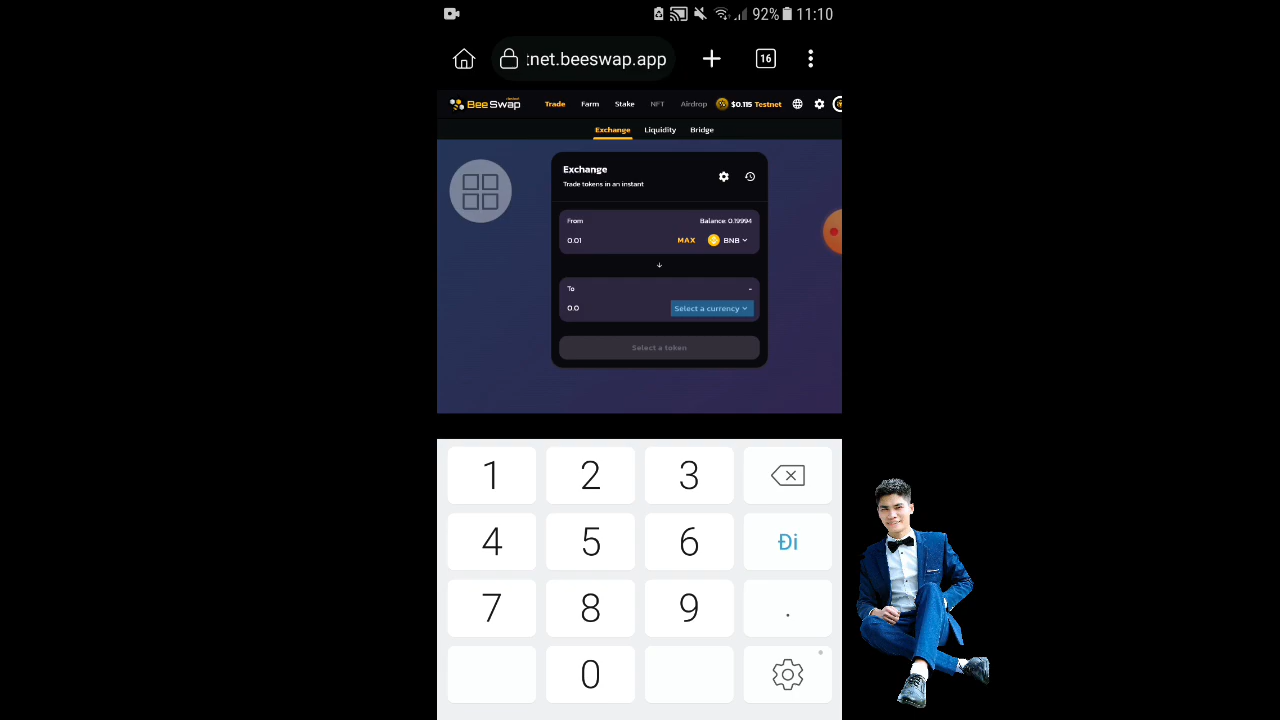 92% 11:10
tnet.beeswap.app
16
BeeSwap
Trade Farm Stake NFT Airdrop $0.115 Testnet
Exchange Liquidity Bridge
Exchange
Trade tokens in an instant
From Balance: 0.19994
0.01 MAX BNB
To -
0.0 Select a currency
Select a token
1 2 3
4 5 6 Đi
7 8 9 .
0